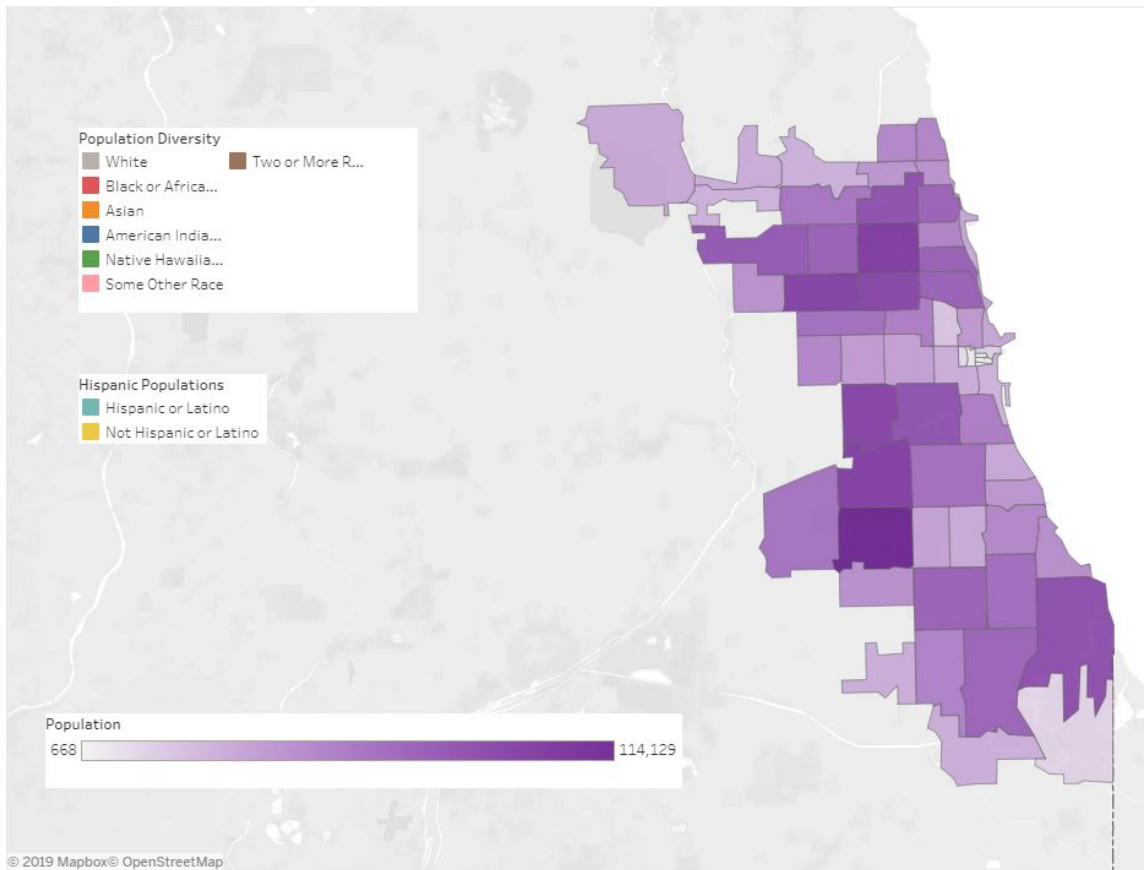 Population Diversity
White Two or More R...
Black or Africa...
Asian
American India...
Native Hawaiia...
Some Other Race
Hispanic Populations
Hispanic or Latino
Not Hispanic or Latino
Population
668 114,129
© 2019 Mapbox© OpenStreetMap